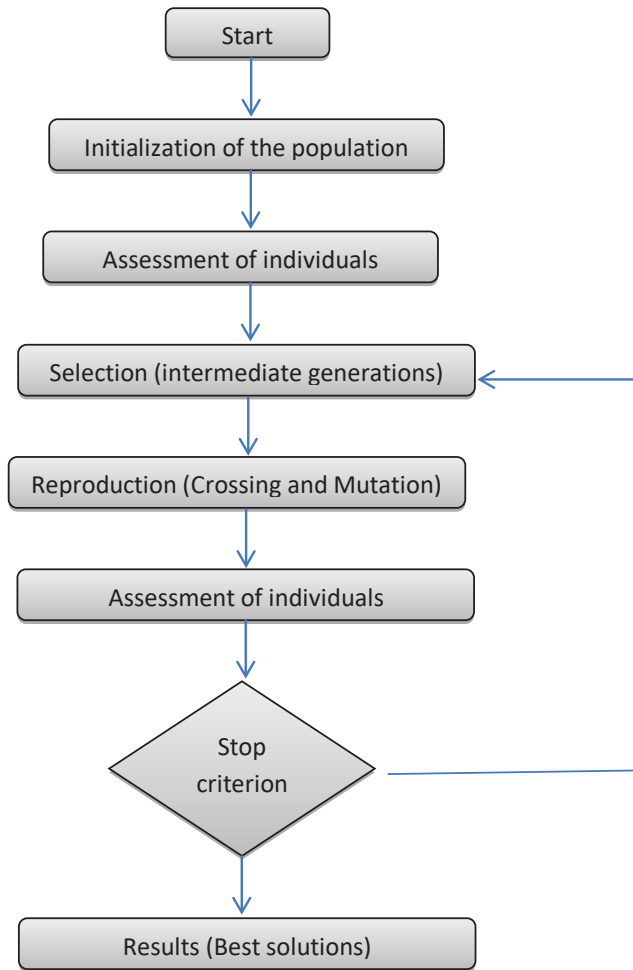 Start
Initialization of the population
Assessment of individuals
Selection (intermediate generations)
Reproduction (Crossing and Mutation)
Assessment of individuals
Stop
criterion
Results (Best solutions)